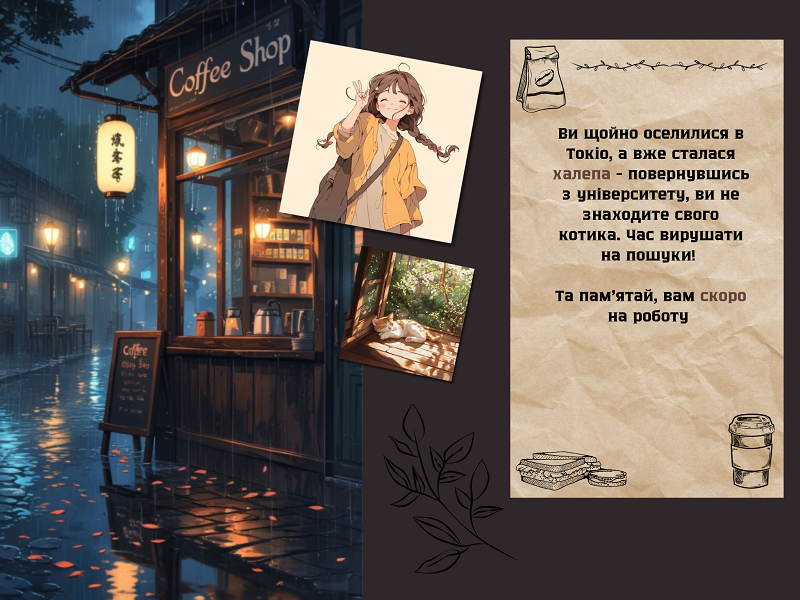 Coffee Shop
Coffee
Ви щойно оселилися в
Токіо, а вже сталася
халепа - повернувшись
з університету, ви не
знаходите свого
котика. Час вирушати
на пошуки!
Та пам’ятай, вам скоро
на роботу